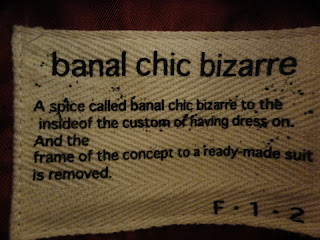 banal chic bizarre
A spice called banal chic bizarre to the
insideof the custom of having dress on.
And the
frame of the concept to a ready-made suit
is removed.
F・1・2